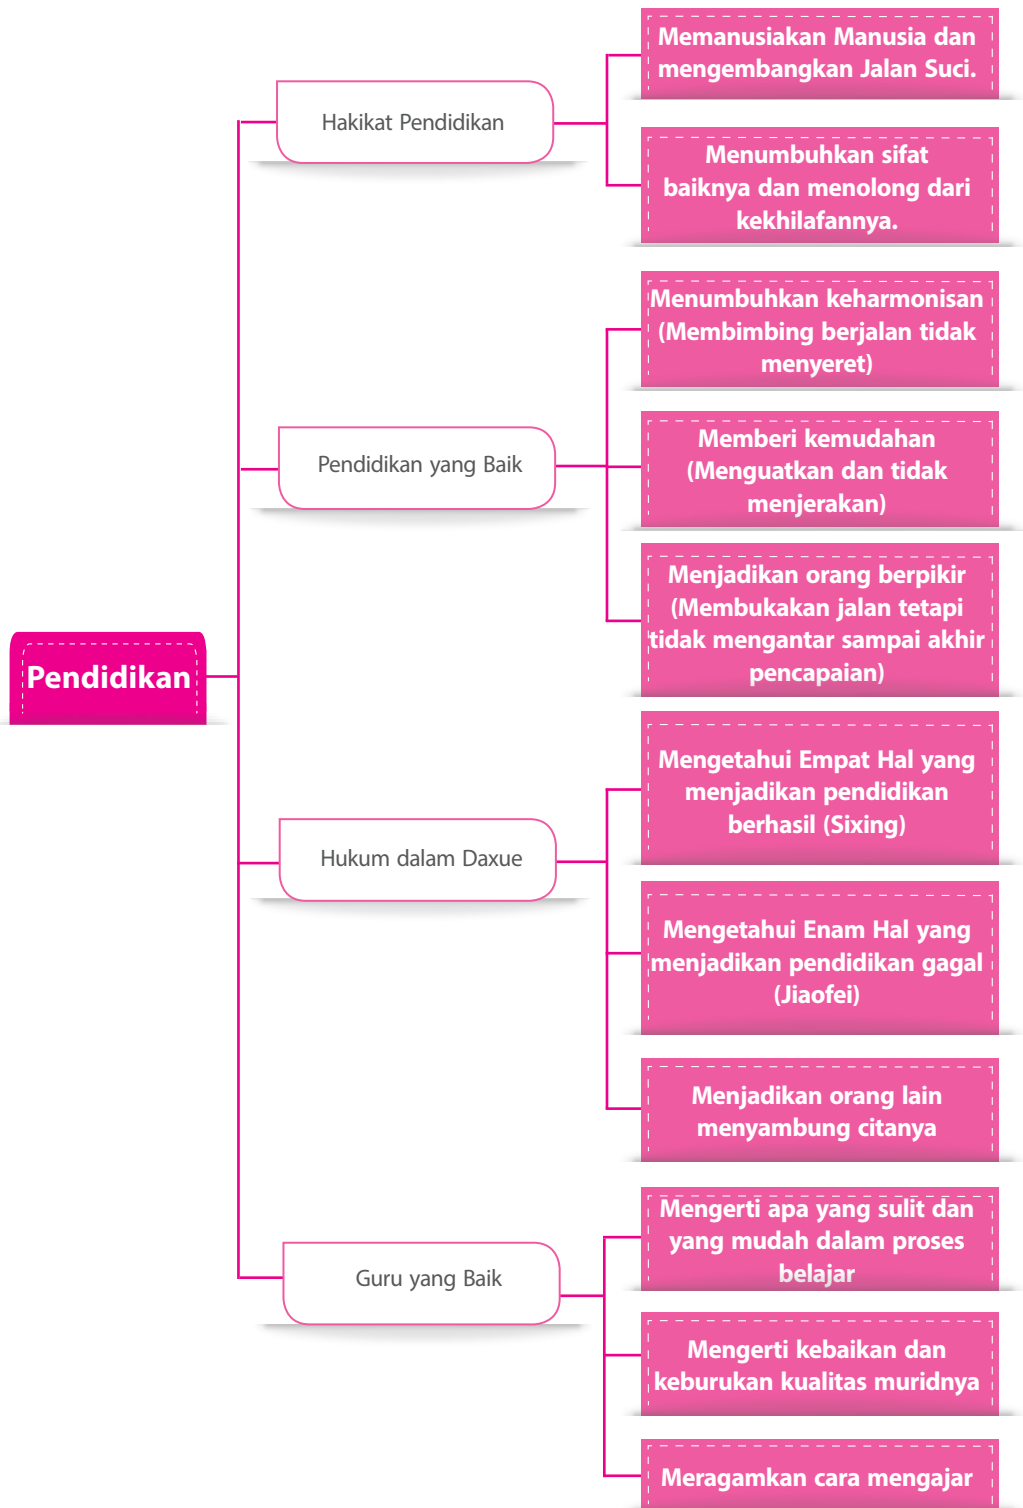 Pendidikan
Hakikat Pendidikan
Memanusiakan Manusia dan
mengembangkan Jalan Suci.
Menumbuhkan sifat
baiknya dan menolong dari
kekhilafannya.
Pendidikan yang Baik
Menumbuhkan keharmonisan
(Membimbing berjalan tidak
menyeret)
Memberi kemudahan
(Menguatkan dan tidak
menjerakan)
Menjadikan orang berpikir
(Membukakan jalan tetapi
tidak mengantar sampai akhir
pencapaian)
Hukum dalam Daxue
Mengetahui Empat Hal yang
menjadikan pendidikan
berhasil (Sixing)
Mengetahui Enam Hal yang
menjadikan pendidikan gagal
(Jiaofei)
Menjadikan orang lain
menyambung citanya
Guru yang Baik
Mengerti apa yang sulit dan
yang mudah dalam proses
belajar
Mengerti kebaikan dan
keburukan kualitas muridnya
Meragamkan cara mengajar